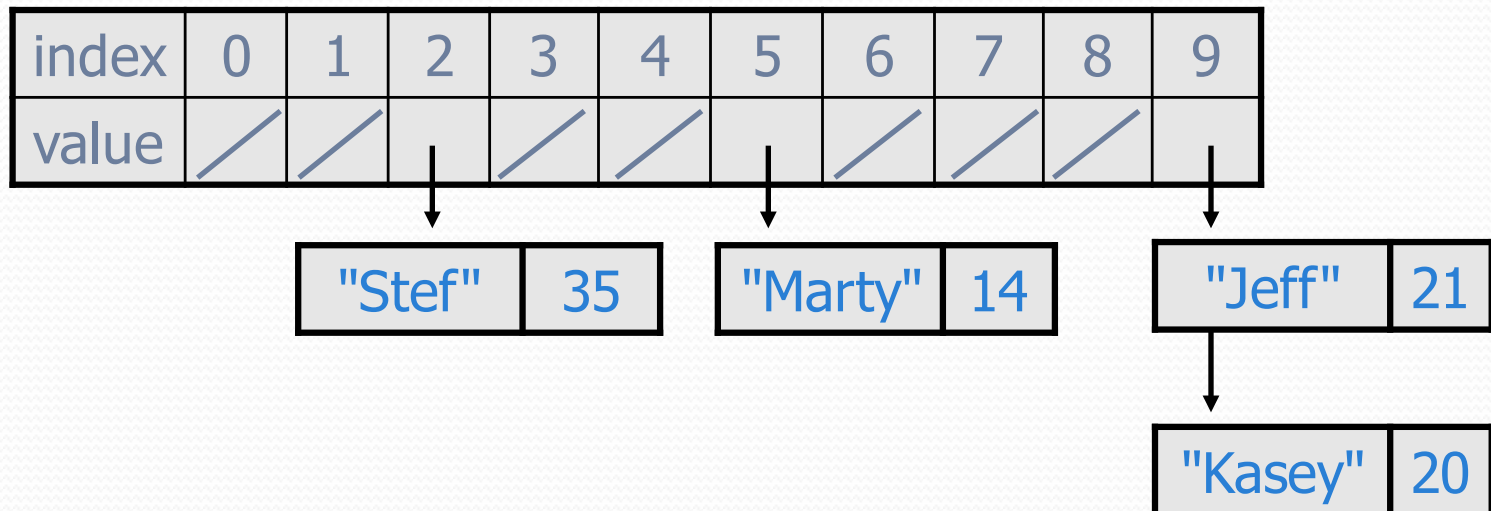 index 0 1 2 3 4 5 6 7 8 9
value
"Stef" 35 "Marty" 14 "Jeff" 21
"Kasey" 20